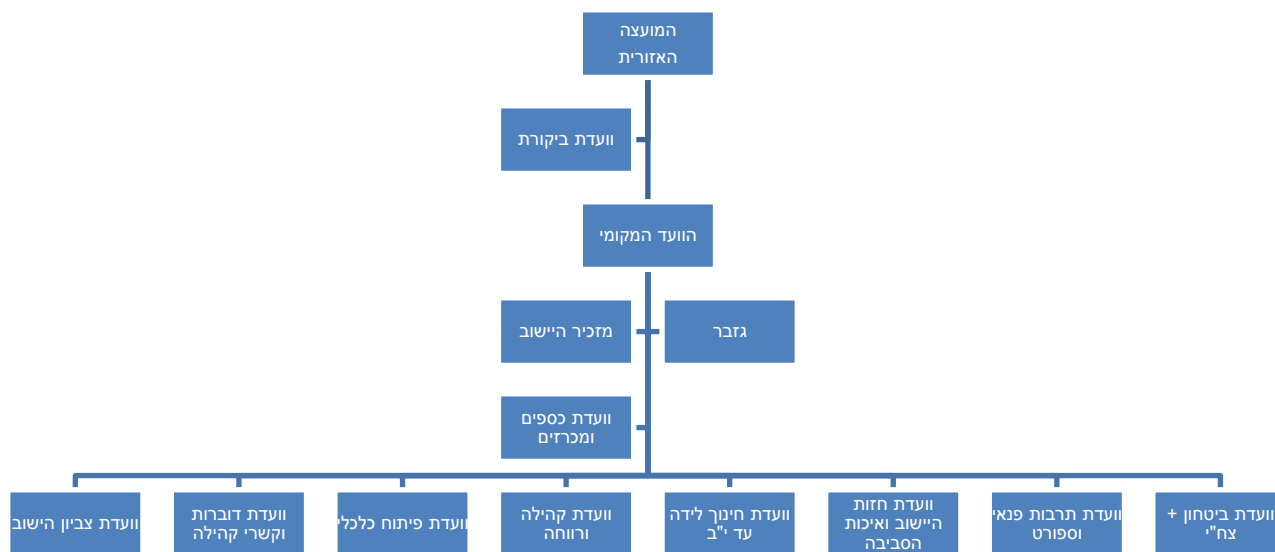 המועצה
האזורית
וועדת ביקורת
הוועד המקומי
גזבר
מזכיר היישוב
וועדת כספים
ומכרזים
וועדת ביטחון +
צח"י
וועדת תרבות פנאי
וספורט
וועדת חזות
היישוב ואיכות
הסביבה
וועדת חינוך לידה
עד י"ב
וועדת קהילה
ורווחה
וועדת פיתוח כלכלי
וועדת דוברות
וקשרי קהילה
וועדת צביון הישוב